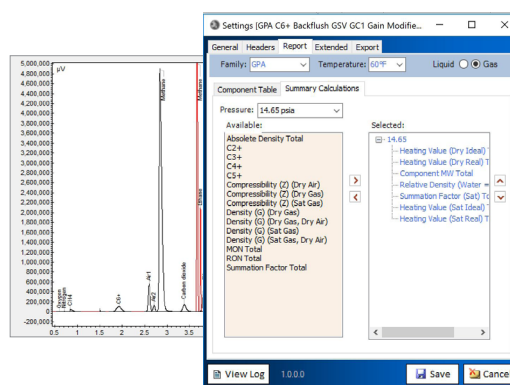 Settings [GPA C6+ Backflush GSV GC1 Gain Modifie...
General Headers Report Extended Export
Family: GPA Temperature: 60°F Liquid Gas
Component Table Summary Calculations
Pressure: 14.65 psia
Available:
Absolute Density Total
C2+
C3+
C4+
C5+
Compressibility (Z) (Dry Air)
Compressibility (Z) (Dry Gas)
Compressibility (Z) (Sat Gas)
Density (G) (Dry Gas)
Density (G) (Dry Gas, Dry Air)
Density (G) (Sat Gas)
Density (G) (Sat Gas, Dry Air)
MON Total
RON Total
Summation Factor Total
Selected:
14.65
Heating Value (Dry Ideal) T
Heating Value (Dry Real) T
Component MW Total
Relative Density (Water =
Summation Factor (Sat) To
Heating Value (Sat Ideal) T
Heating Value (Sat Real) T
View Log 1.0.0.0 Save Cancel
5,000,000
4,800,000
4,600,000
4,400,000
4,200,000
4,000,000
3,800,000
3,600,000
3,400,000
3,200,000
3,000,000
2,800,000
2,600,000
2,400,000
2,200,000
2,000,000
1,800,000
1,600,000
1,400,000
1,200,000
1,000,000
800,000
600,000
400,000
200,000
0
-200,000
µV
Oxygen
Nitrogen
C6+
Air1
Air2
Methane
Carbon dioxide
Methane
Ethane
0.5 1 1.5 2 2.5 3 3.5